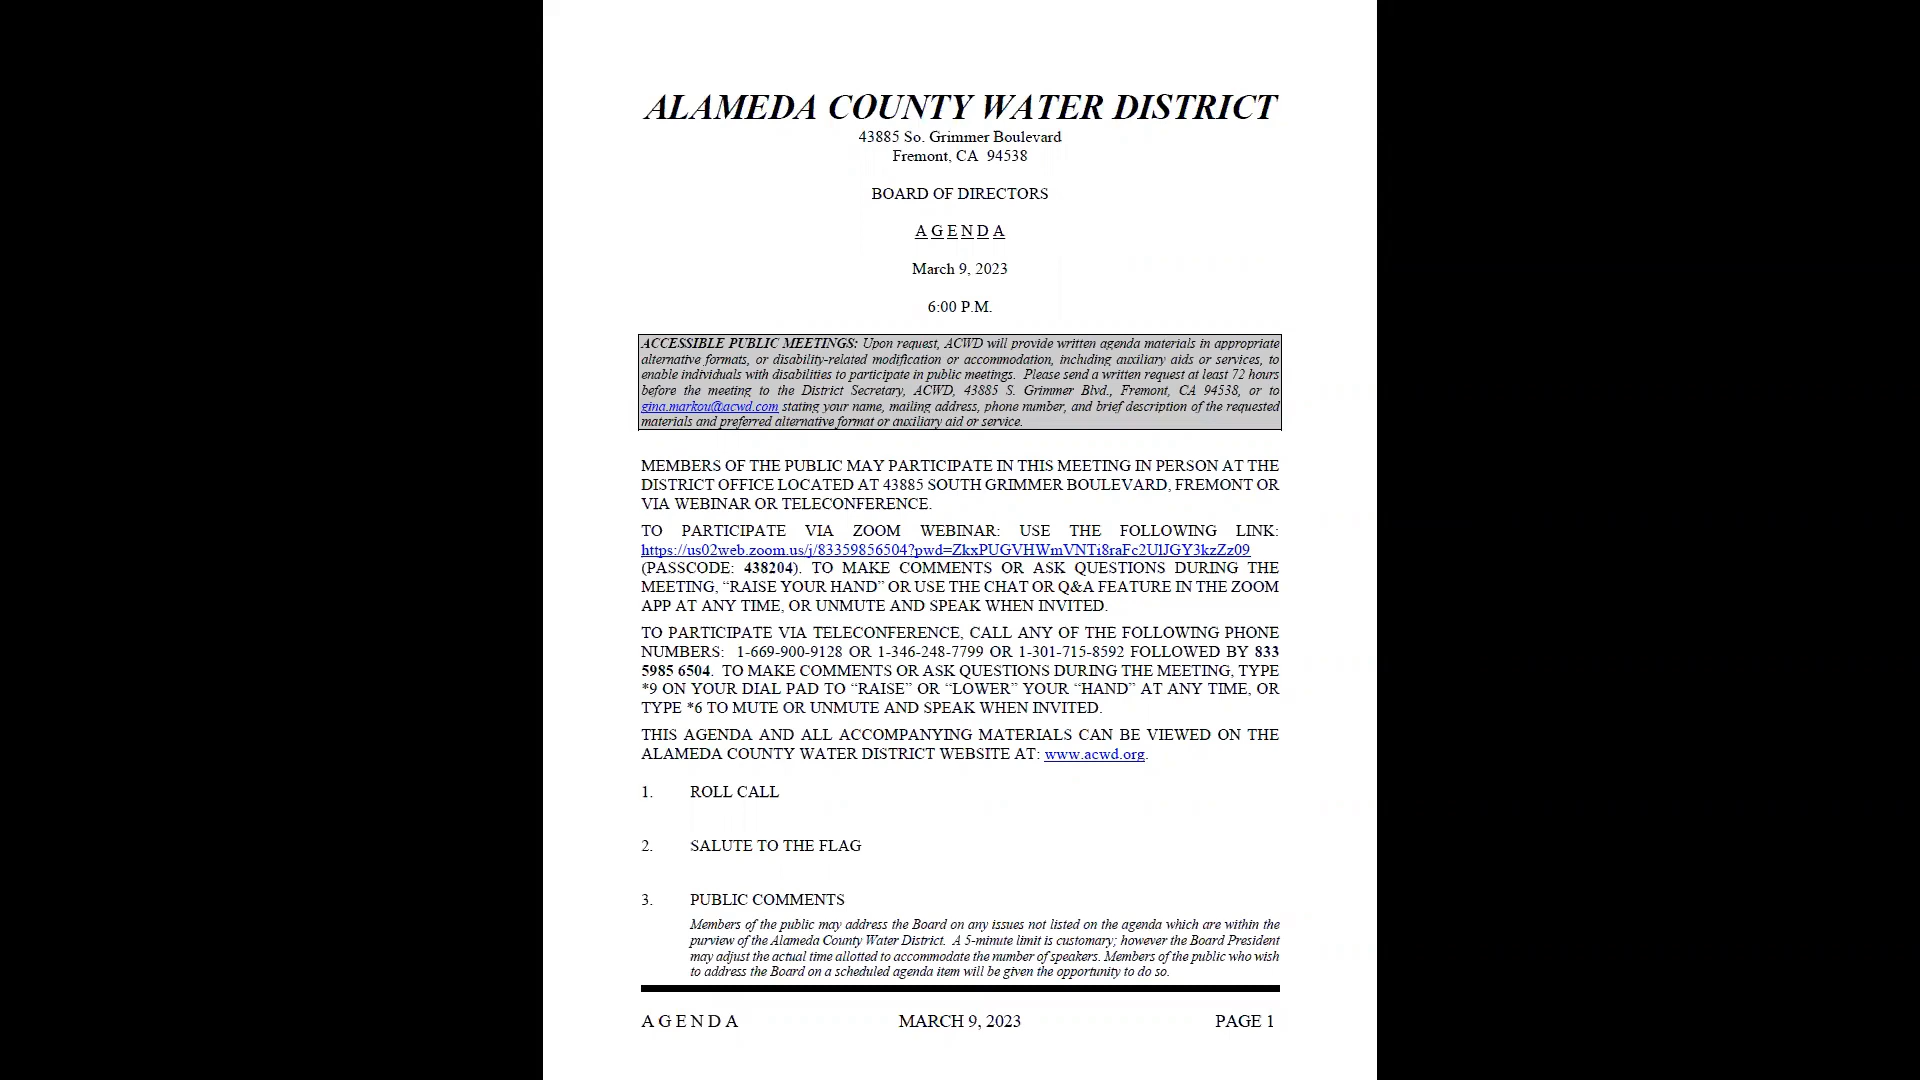 ALAMEDA COUNTY WATER DISTRICT
43885 So. Grimmer Boulevard
Fremont, CA  94538
BOARD OF DIRECTORS
A G E N D A
March 9, 2023
6:00 P.M.
ACCESSIBLE PUBLIC MEETINGS: Upon request, ACWD will provide written agenda materials in appropriate
alternative formats, or disability-related modification or accommodation, including auxiliary aids or services, to
enable individuals with disabilities to participate in public meetings.  Please send a written request at least 72 hours
before the meeting to the District Secretary, ACWD, 43885 S. Grimmer Blvd., Fremont, CA 94538, or to
gina.markou@acwd.com stating your name, mailing address, phone number, and brief description of the requested
materials and preferred alternative format or auxiliary aid or service.
MEMBERS OF THE PUBLIC MAY PARTICIPATE IN THIS MEETING IN PERSON AT THE
DISTRICT OFFICE LOCATED AT 43885 SOUTH GRIMMER BOULEVARD, FREMONT OR
VIA WEBINAR OR TELECONFERENCE.
TO PARTICIPATE VIA ZOOM WEBINAR: USE THE FOLLOWING LINK:
https://us02web.zoom.us/j/83359856504?pwd=ZkxPUGVHWmVNTi8raFc2UlJGY3kzZz09
(PASSCODE: 438204). TO MAKE COMMENTS OR ASK QUESTIONS DURING THE
MEETING, “RAISE YOUR HAND” OR USE THE CHAT OR Q&A FEATURE IN THE ZOOM
APP AT ANY TIME, OR UNMUTE AND SPEAK WHEN INVITED.
TO PARTICIPATE VIA TELECONFERENCE, CALL ANY OF THE FOLLOWING PHONE
NUMBERS:  1-669-900-9128 OR 1-346-248-7799 OR 1-301-715-8592 FOLLOWED BY 833
5985 6504.  TO MAKE COMMENTS OR ASK QUESTIONS DURING THE MEETING, TYPE
*9 ON YOUR DIAL PAD TO “RAISE” OR “LOWER” YOUR “HAND” AT ANY TIME, OR
TYPE *6 TO MUTE OR UNMUTE AND SPEAK WHEN INVITED.
THIS AGENDA AND ALL ACCOMPANYING MATERIALS CAN BE VIEWED ON THE
ALAMEDA COUNTY WATER DISTRICT WEBSITE AT: www.acwd.org.
1. ROLL CALL
2. SALUTE TO THE FLAG
3. PUBLIC COMMENTS
Members of the public may address the Board on any issues not listed on the agenda which are within the
purview of the Alameda County Water District.  A 5-minute limit is customary; however the Board President
may adjust the actual time allotted to accommodate the number of speakers. Members of the public who wish
to address the Board on a scheduled agenda item will be given the opportunity to do so.
A G E N D A MARCH 9, 2023 PAGE 1